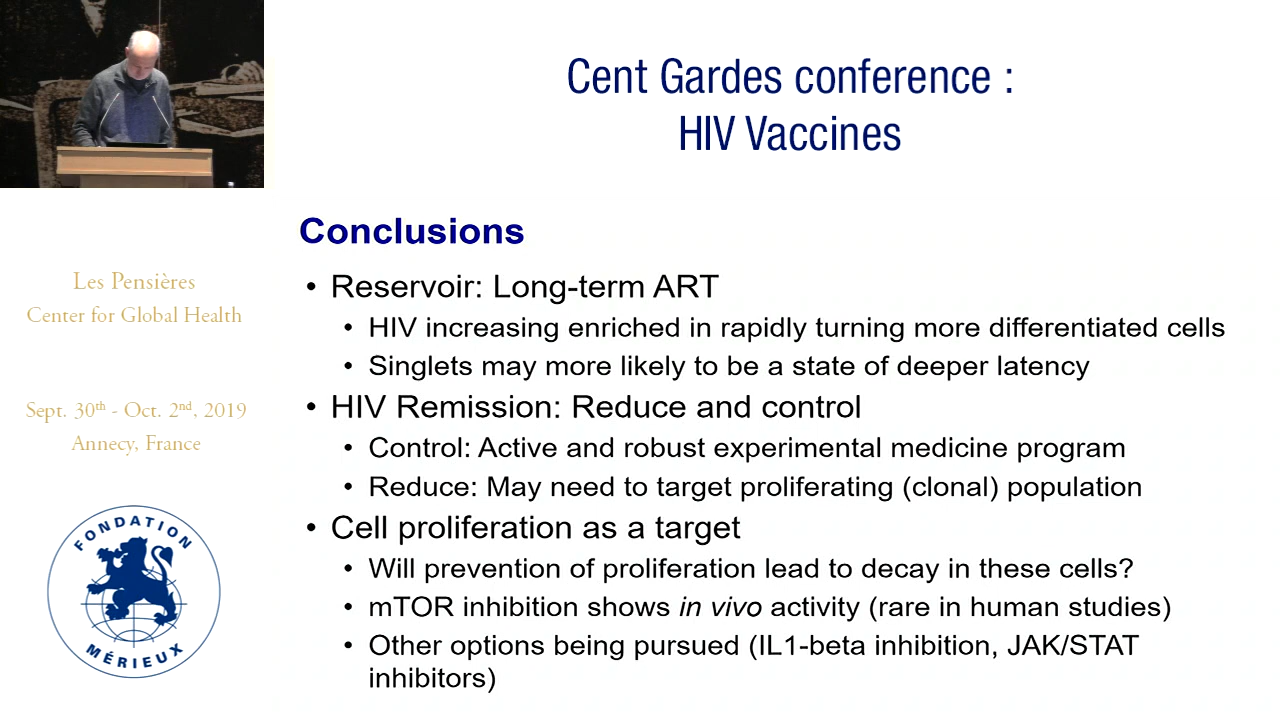 Cent Gardes conference :
HIV Vaccines
Les Pensières
Center for Global Health
Sept. 30th - Oct. 2nd, 2019
Annecy, France
FONDATION
MÉRIEUX
Conclusions
• Reservoir: Long-term ART
• HIV increasing enriched in rapidly turning more differentiated cells
• Singlets may more likely to be a state of deeper latency
• HIV Remission: Reduce and control
• Control: Active and robust experimental medicine program
• Reduce: May need to target proliferating (clonal) population
• Cell proliferation as a target
• Will prevention of proliferation lead to decay in these cells?
• mTOR inhibition shows in vivo activity (rare in human studies)
• Other options being pursued (IL1-beta inhibition, JAK/STAT
inhibitors)